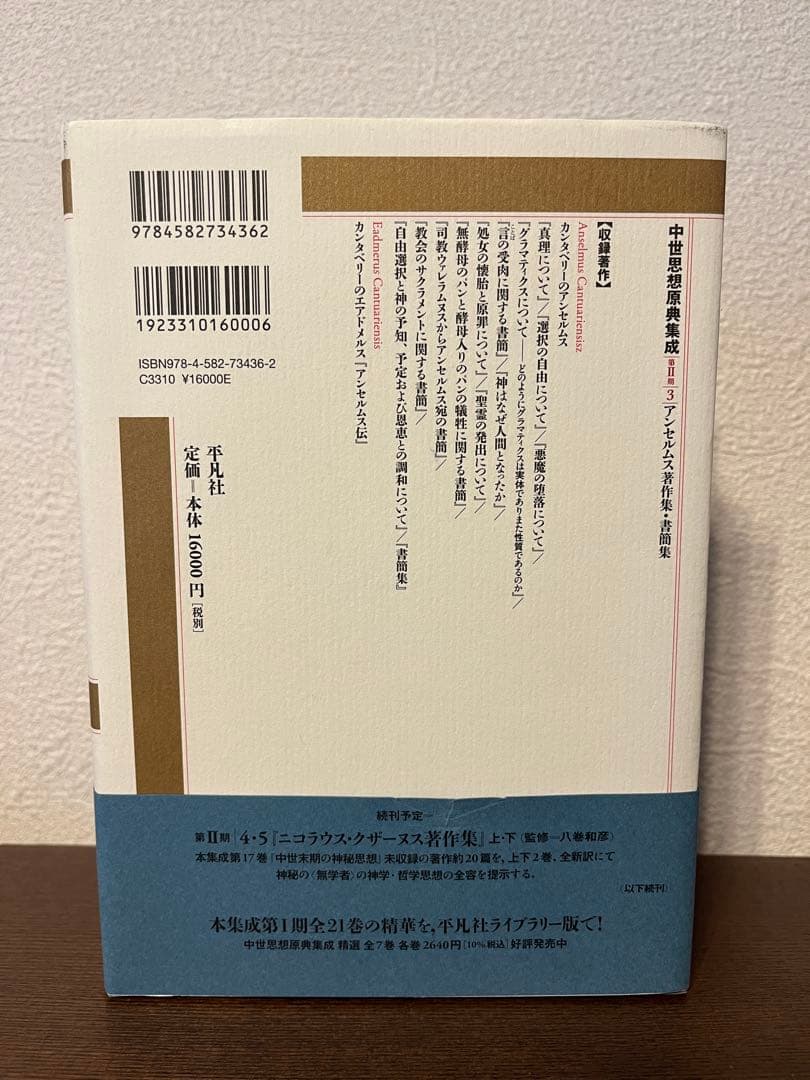 中世思想原典集成 第Ⅱ期 3 アンセルムス著作集・書簡集
【収録著作】
Anselmus Cantuariensisz
カンタベリーのアンセルムス
『真理について』／『選択の自由について』／『悪魔の堕落について』／
『グラマティクスについて——どのようにグラマティクスは実体でありまた性質であるのか』／
『言の受肉に関する書簡』／『神はなぜ人間となったか』／
ことば
『処女の懐胎と原罪について』／『聖霊の発出について』／
『無酵母のパンと酵母入りのパンの犠牲に関する書簡』／
『司教ウァレラムヌスからアンセルムス宛の書簡』／
『教会のサクラメントに関する書簡』／
『自由選択と神の予知、予定および恩恵との調和について』／『書簡集』
Eadmerus Cantuariensis
カンタベリーのエアドメルス『アンセルムス伝』
9784582734362
1923310160006
ISBN978-4-582-73436-2
C3310 ¥16000E
平凡社
定価=本体 16000円［税別］
続刊予定—
第Ⅱ期 4・5『ニコラウス・クザーヌス著作集』上・下（監修—八巻和彦）
本集成第17巻『中世末期の神秘思想』未収録の著作約20篇を、上下2巻、全新訳にて
神秘の〈無学者〉の神学・哲学思想の全容を提示する。
（以下続刊）
本集成第Ⅰ期全21巻の精華を、平凡社ライブラリー版で！
中世思想原典集成 精選 全7巻 各巻2640円［10%税込］好評発売中